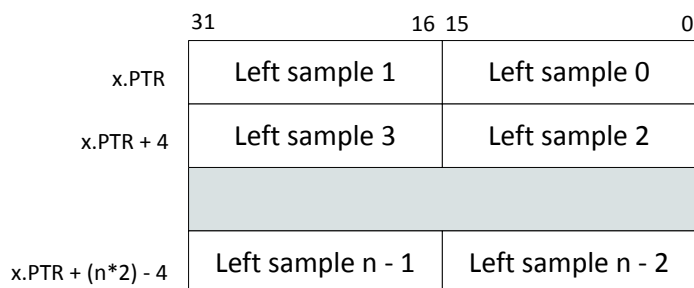 31 16 15 0
x.PTR Left sample 1 Left sample 0
x.PTR + 4 Left sample 3 Left sample 2
x.PTR + (n*2) - 4 Left sample n - 1 Left sample n - 2